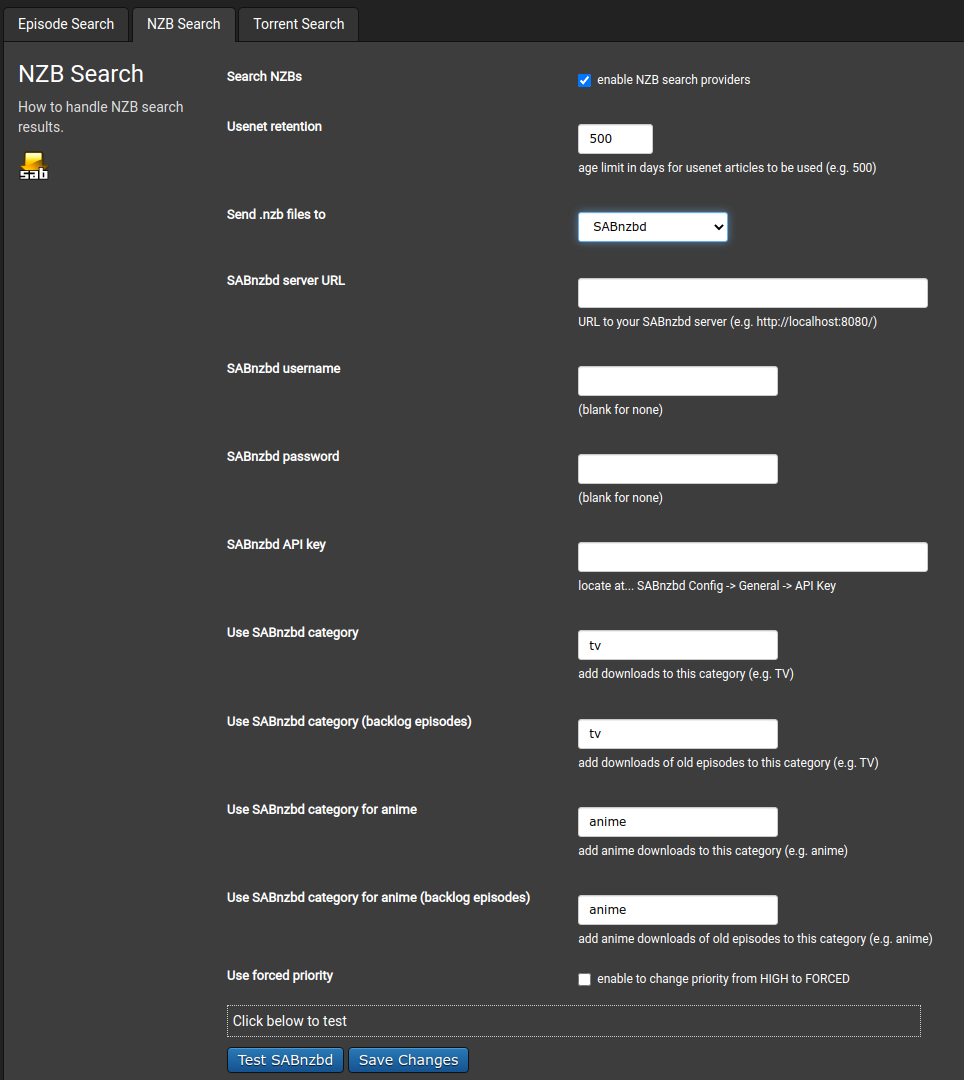 Episode Search
NZB Search
Torrent Search
NZB Search
How to handle NZB search
results.
sab
Search NZBs
enable NZB search providers
Usenet retention
500
age limit in days for usenet articles to be used (e.g. 500)
Send .nzb files to
SABnzbd
SABnzbd server URL
URL to your SABnzbd server (e.g. http://localhost:8080/)
SABnzbd username
(blank for none)
SABnzbd password
(blank for none)
SABnzbd API key
locate at... SABnzbd Config -> General -> API Key
Use SABnzbd category
tv
add downloads to this category (e.g. TV)
Use SABnzbd category (backlog episodes)
tv
add downloads of old episodes to this category (e.g. TV)
Use SABnzbd category for anime
anime
add anime downloads to this category (e.g. anime)
Use SABnzbd category for anime (backlog episodes)
anime
add anime downloads of old episodes to this category (e.g. anime)
Use forced priority
enable to change priority from HIGH to FORCED
Click below to test
Test SABnzbd
Save Changes